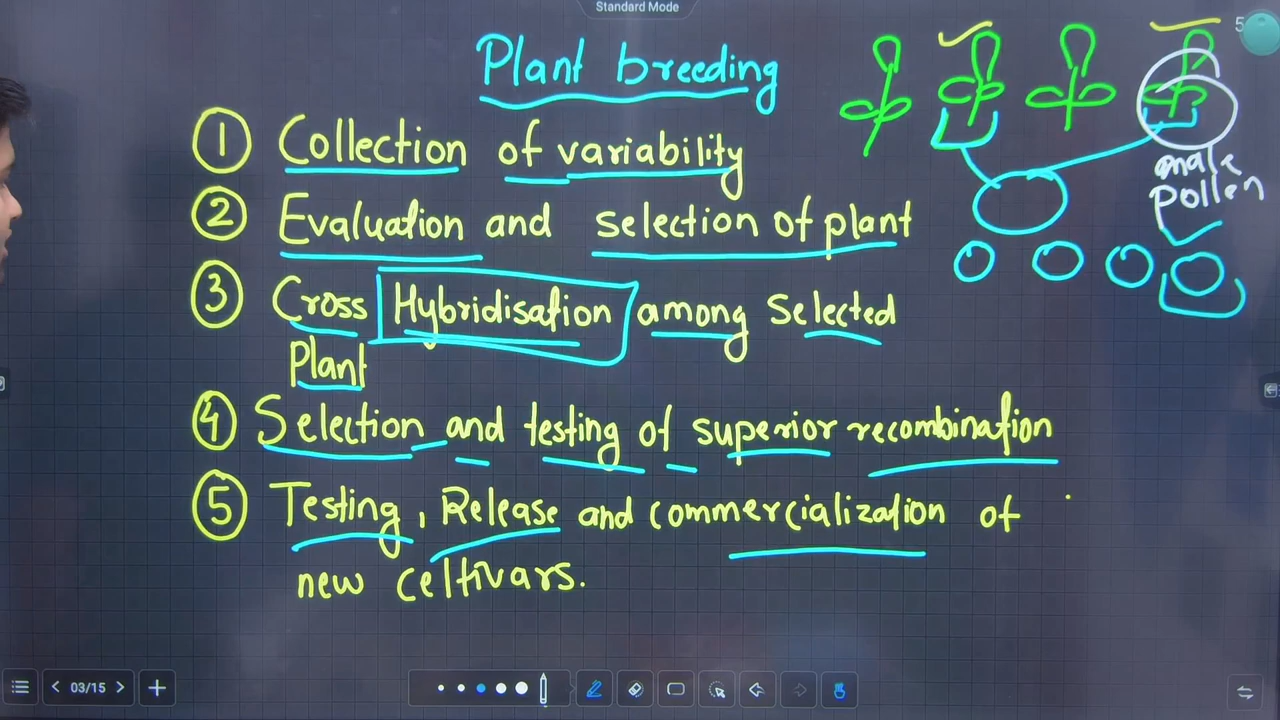 Standard Mode
5
Plant breeding
① Collection of variability
② Evaluation and selection of plant
③ Cross Hybridisation among Selected
Plant
④ Selection and testing of superior recombination
⑤ Testing, Release and commercialization of
new celtivars.
male
pollen
03/15